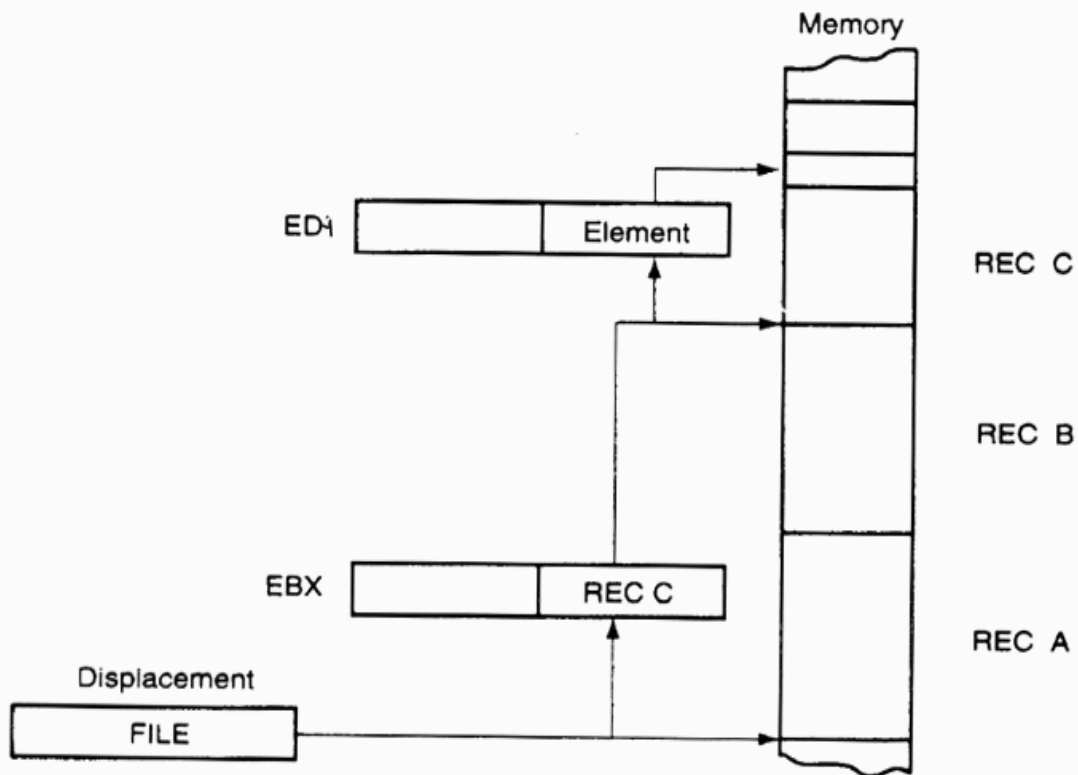 Memory
EDI
Element
REC C
REC B
EBX
REC C
REC A
Displacement
FILE